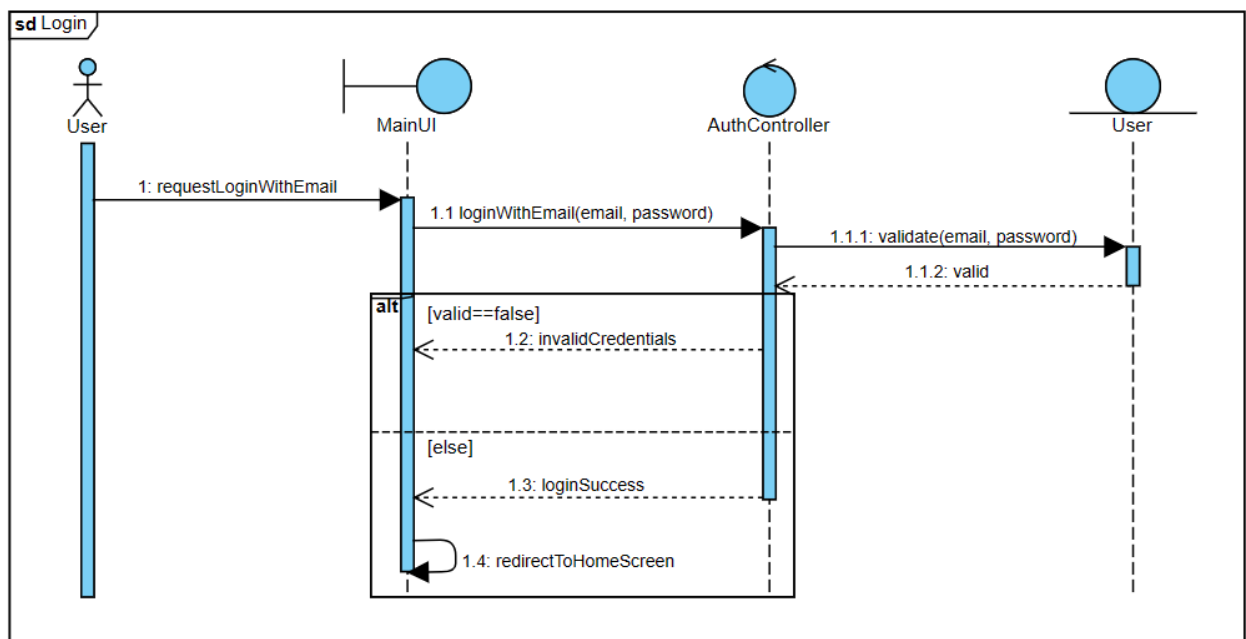 sd Login
User
MainUI
AuthController
User
1: requestLoginWithEmail
1.1 loginWithEmail(email, password)
1.1.1: validate(email, password)
1.1.2: valid
alt
[valid==false]
1.2: invalidCredentials
[else]
1.3: loginSuccess
1.4: redirectToHomeScreen